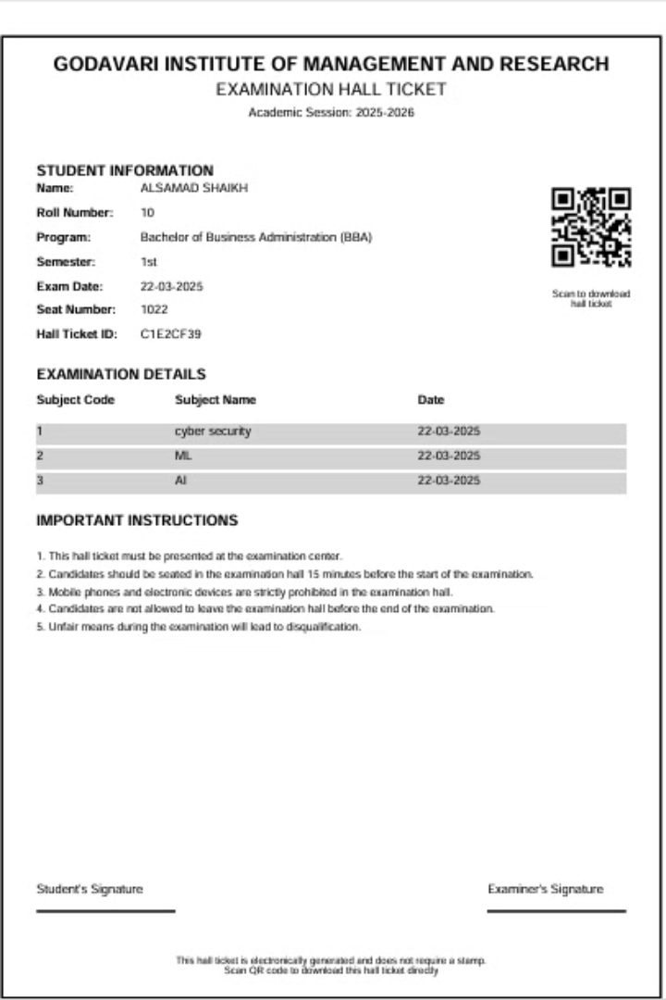 GODAVARI INSTITUTE OF MANAGEMENT AND RESEARCH
EXAMINATION HALL TICKET
Academic Session: 2025-2026
STUDENT INFORMATION
Name: ALSAMAD SHAIKH
Roll Number: 10
Program: Bachelor of Business Administration (BBA)
Semester: 1st
Exam Date: 22-03-2025
Seat Number: 1022
Hall Ticket ID: C1E2CF39
Scan to download
hall ticket
EXAMINATION DETAILS
Subject Code Subject Name Date
1 cyber security 22-03-2025
2 ML 22-03-2025
3 AI 22-03-2025
IMPORTANT INSTRUCTIONS
1. This hall ticket must be presented at the examination center.
2. Candidates should be seated in the examination hall 15 minutes before the start of the examination.
3. Mobile phones and electronic devices are strictly prohibited in the examination hall.
4. Candidates are not allowed to leave the examination hall before the end of the examination.
5. Unfair means during the examination will lead to disqualification.
Student's Signature Examiner's Signature
This hall ticket is electronically generated and does not require a stamp.
Scan QR code to download this hall ticket directly